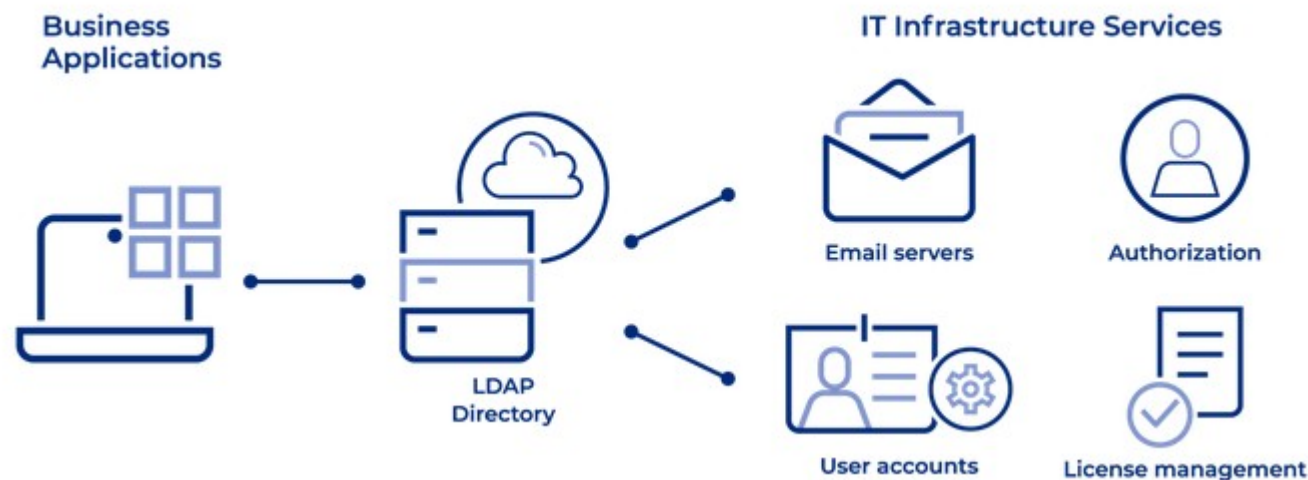 Business
Applications
IT Infrastructure Services
Email servers
Authorization
LDAP
Directory
User accounts
License management